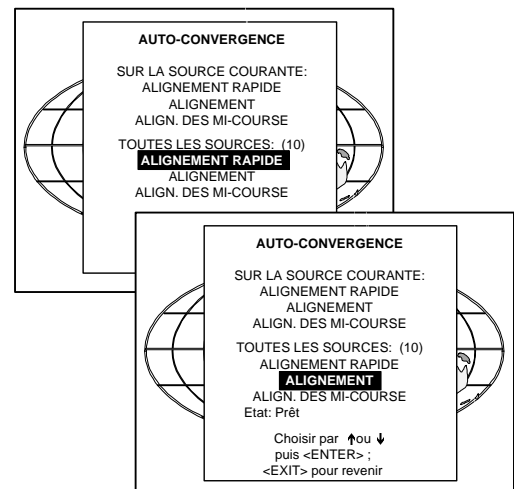 AUTO-CONVERGENCE
SUR LA SOURCE COURANTE:
ALIGNEMENT RAPIDE
ALIGNEMENT
ALIGN. DES MI-COURSE
TOUTES LES SOURCES: (10)
ALIGNEMENT RAPIDE
ALIGNEMENT
ALIGN. DES MI-COURSE
AUTO-CONVERGENCE
SUR LA SOURCE COURANTE:
ALIGNEMENT RAPIDE
ALIGNEMENT
ALIGN. DES MI-COURSE
TOUTES LES SOURCES: (10)
ALIGNEMENT RAPIDE
ALIGNEMENT
ALIGN. DES MI-COURSE
Etat: Prêt
Choisir par ↑ou ↓
puis <ENTER> ;
<EXIT> pour revenir